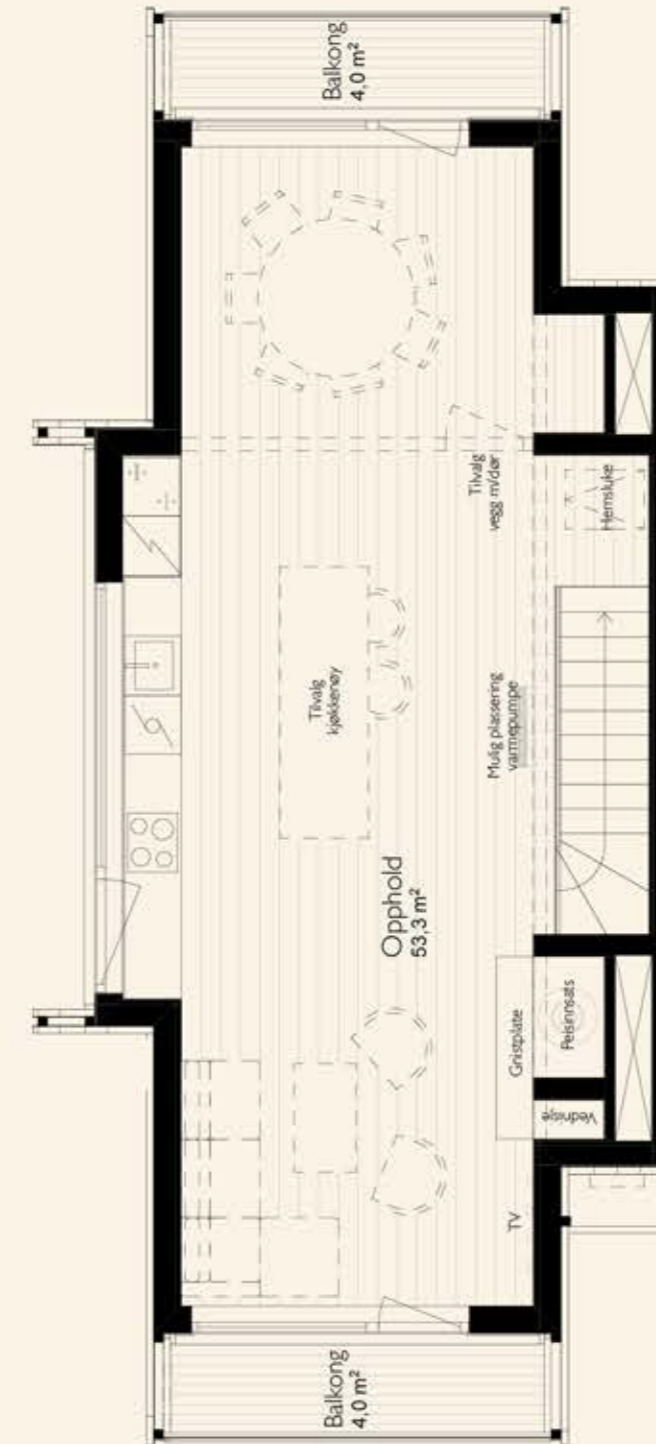 Balkong
4,0 m²
Tilvalg
vegg m/dør
Hemsluke
Tilvalg
kjøkkenøy
Mulig plassering
varmepumpe
Opphold
53,3 m²
Gnistplate
Peisinnsats
Vednisje
TV
Balkong
4,0 m²